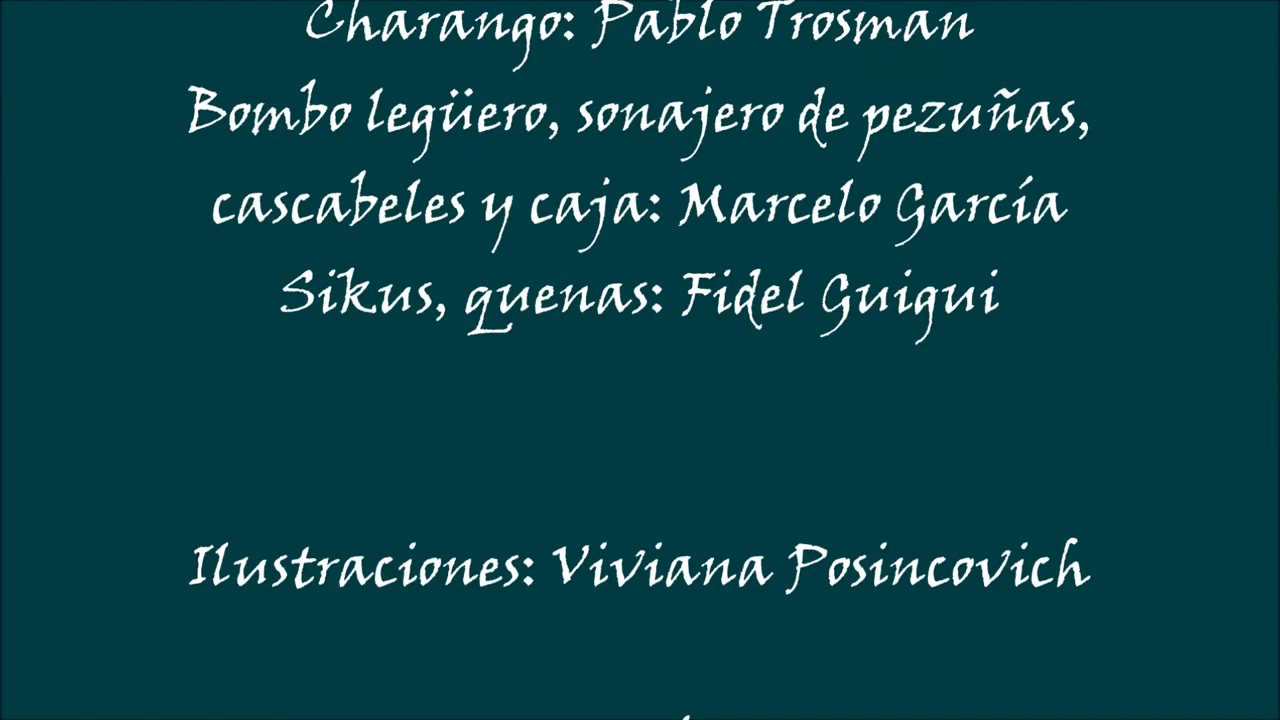 Charango: Pablo Trosman
Bombo legüero, sonajero de pezuñas,
cascabeles y caja: Marcelo García
Sikus, quenas: Fidel Guigui
Ilustraciones: Viviana Posincovich